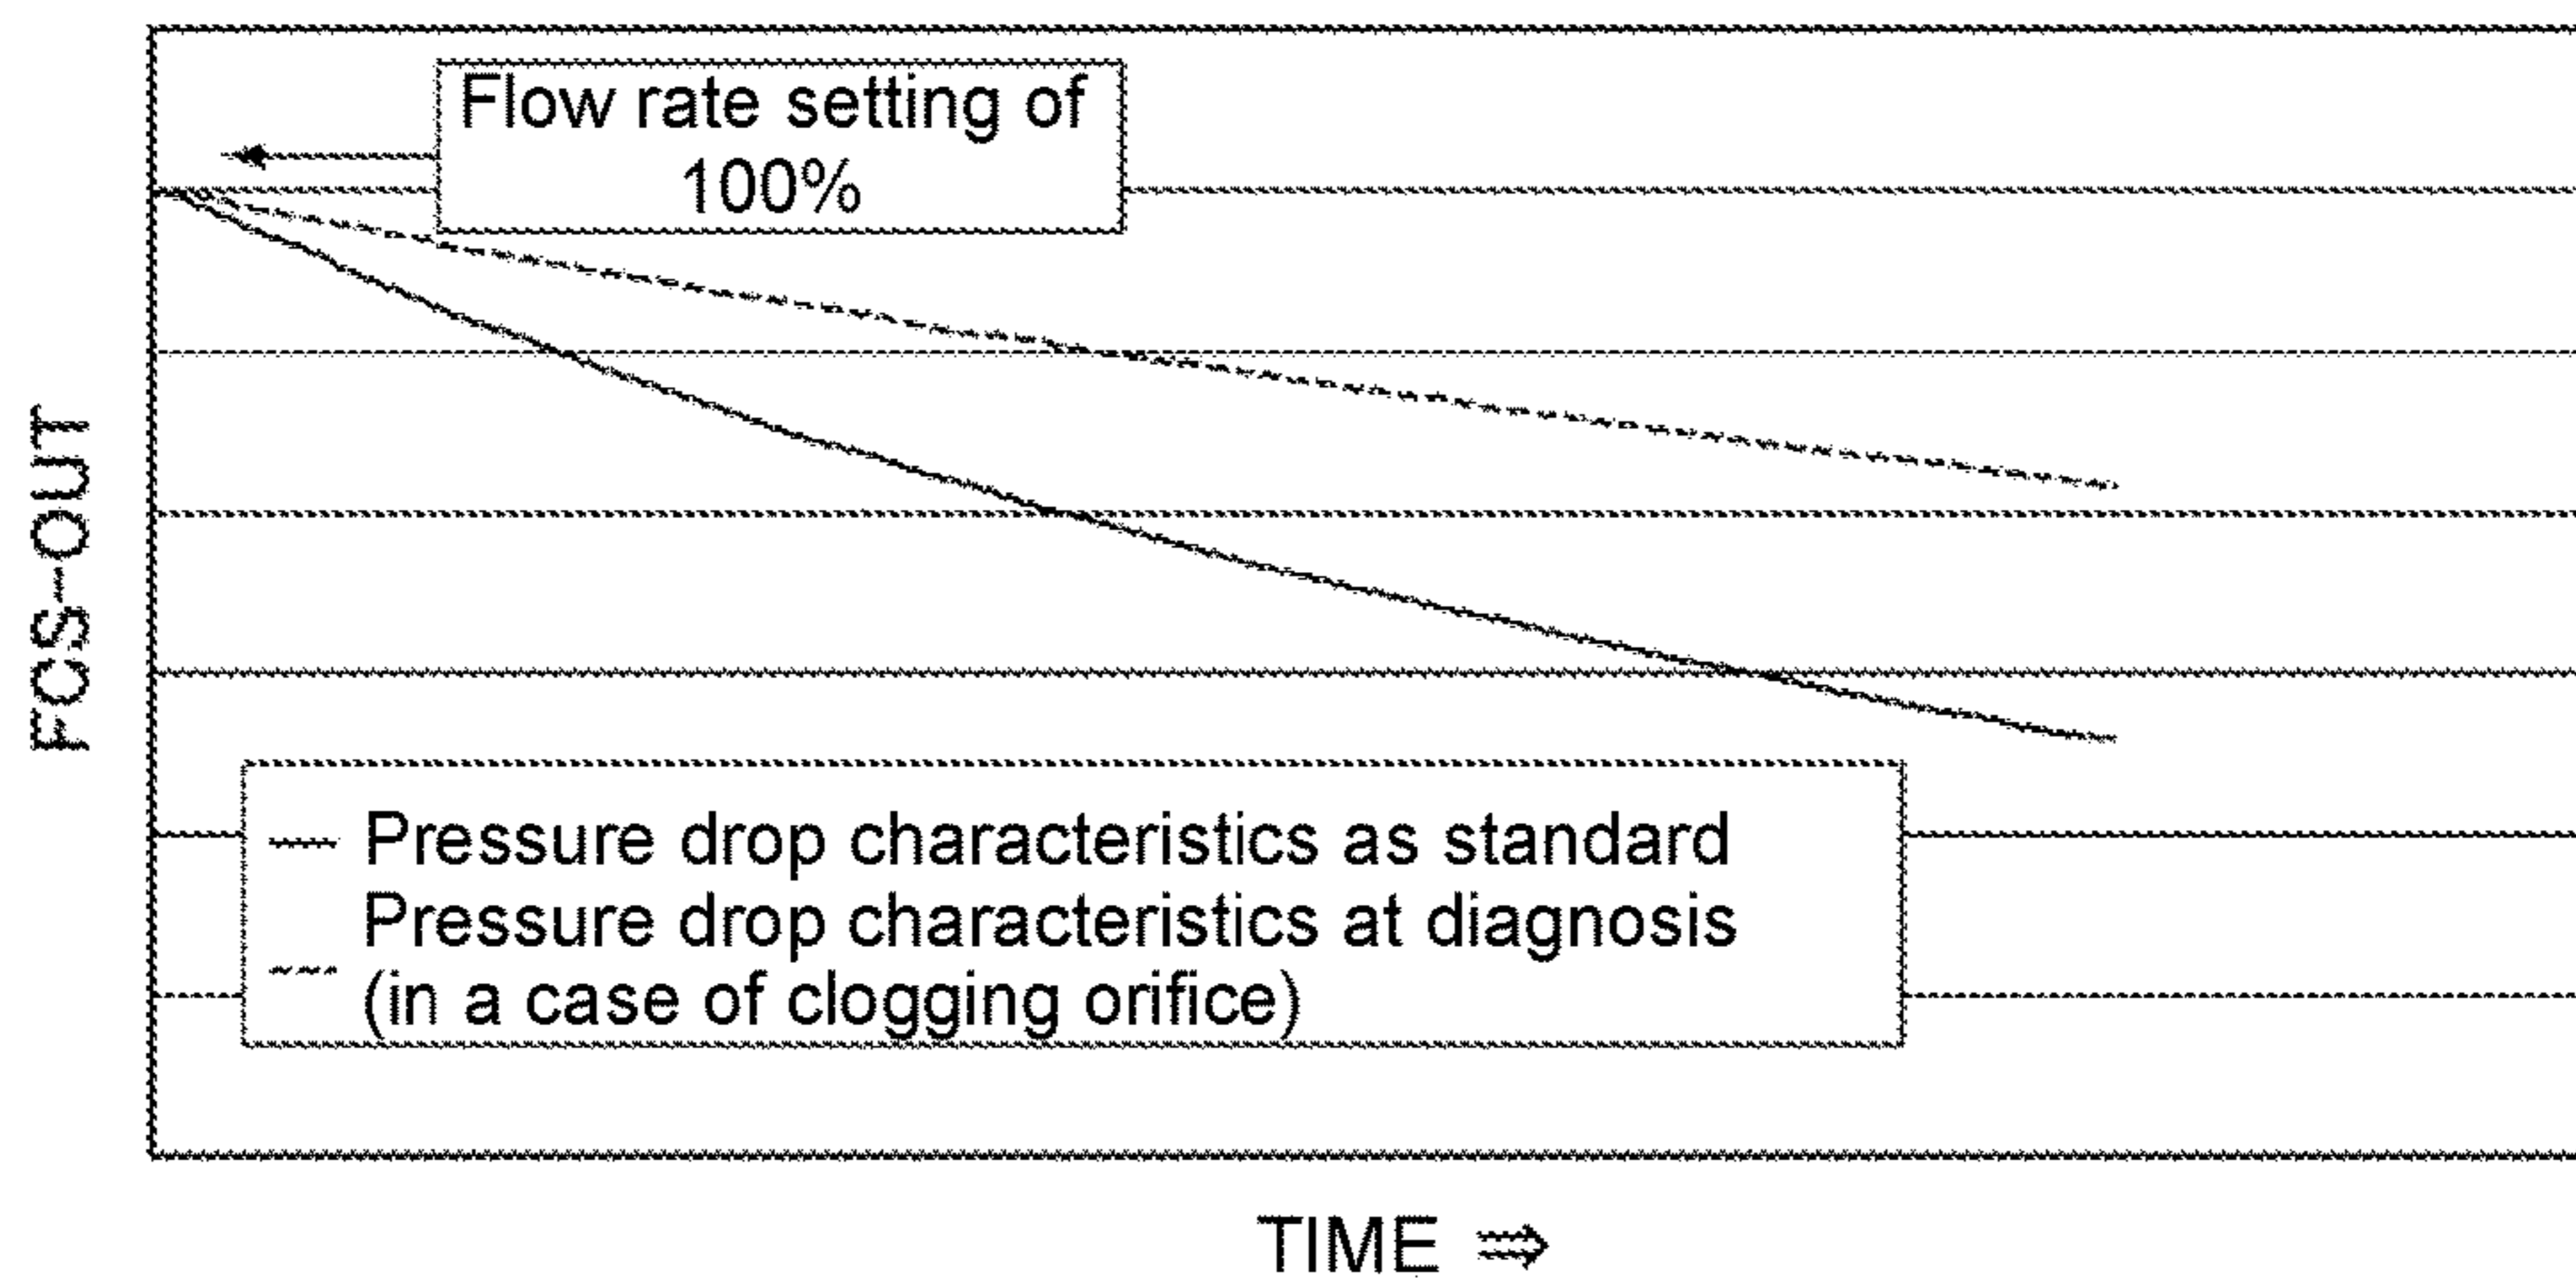 Flow rate setting of
100%
FCS-OUT
Pressure drop characteristics as standard
Pressure drop characteristics at diagnosis
(in a case of clogging orifice)
TIME ⇒